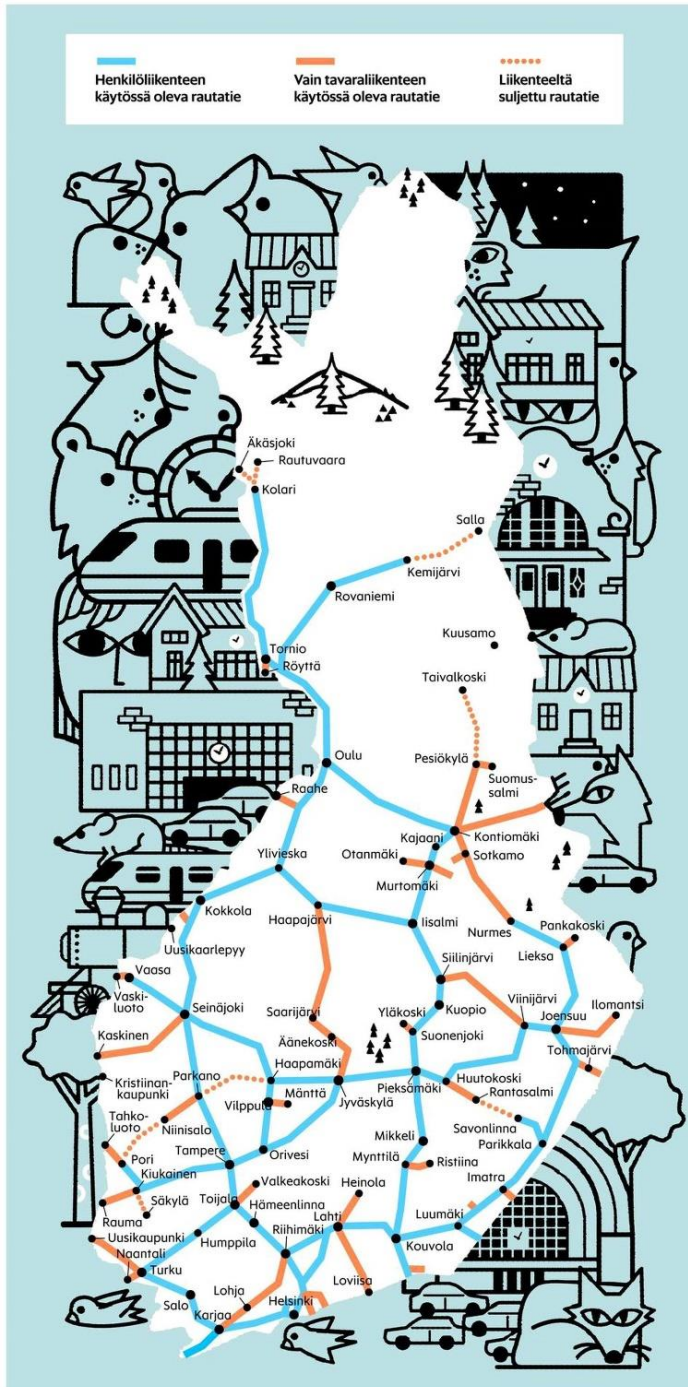 Henkilöliikenteen
käytössä oleva rautatie
Vain tavaraliikenteen
käytössä oleva rautatie
Liikenteeltä
suljettu rautatie
Äkäsjoki
Rautuvaara
Kolari
Salla
Kemijärvi
Rovaniemi
Kuusamo
Tornio
Röyttä
Taivalkoski
Oulu
Pesiökylä
Suomus-
salmi
Raahe
Kajaani
Kontiomäki
Otanmäki
Sotkamo
Ylivieska
Murtomäki
Kokkola
Haapajärvi
Iisalmi
Nurmes
Pankakoski
Uusikaarlepyy
Lieksa
Vaasa
Siilinjärvi
Vaski-
luoto
Seinäjoki
Kuopio
Viinijärvi
Ilomantsi
Saarijärvi
Yläkoski
Joensuu
Kaskinen
Äänekoski
Suonenjoki
Tohmajärvi
Kristiinan-
kaupunki
Parkano
Haapamäki
Pieksämäki
Huutokoski
Vilppula
Mänttä
Jyväskylä
Rantasalmi
Tahko-
luoto
Niinisalo
Savonlinna
Pori
Tampere
Orivesi
Mikkeli
Parikkala
Kiukainen
Mynttilä
Ristiina
Valkeakoski
Heinola
Imatra
Säkylä
Toijala
Hämeenlinna
Rauma
Lahti
Luumäki
Uusikaupunki
Humppila
Riihimäki
Kouvola
Naantali
Turku
Lohja
Loviisa
Salo
Helsinki
Karjaa